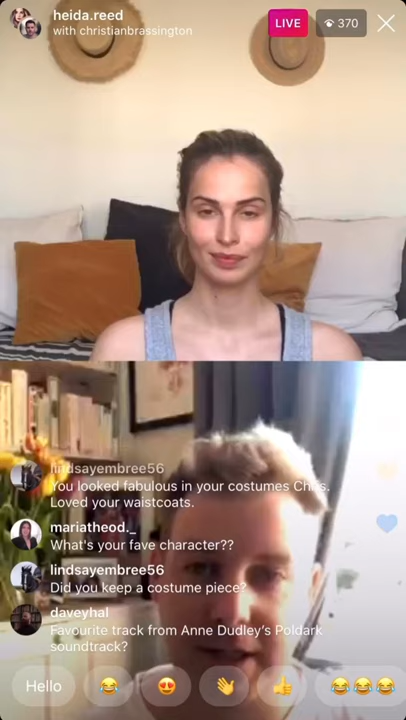 heida.reed
with christianbrassington
LIVE
370
lindsayembree56
You looked fabulous in your costumes Chris.
Loved your waistcoats.
mariatheod._
What's your fave character??
lindsayembree56
Did you keep a costume piece?
daveyhal
Favourite track from Anne Dudley's Poldark
soundtrack?
Hello